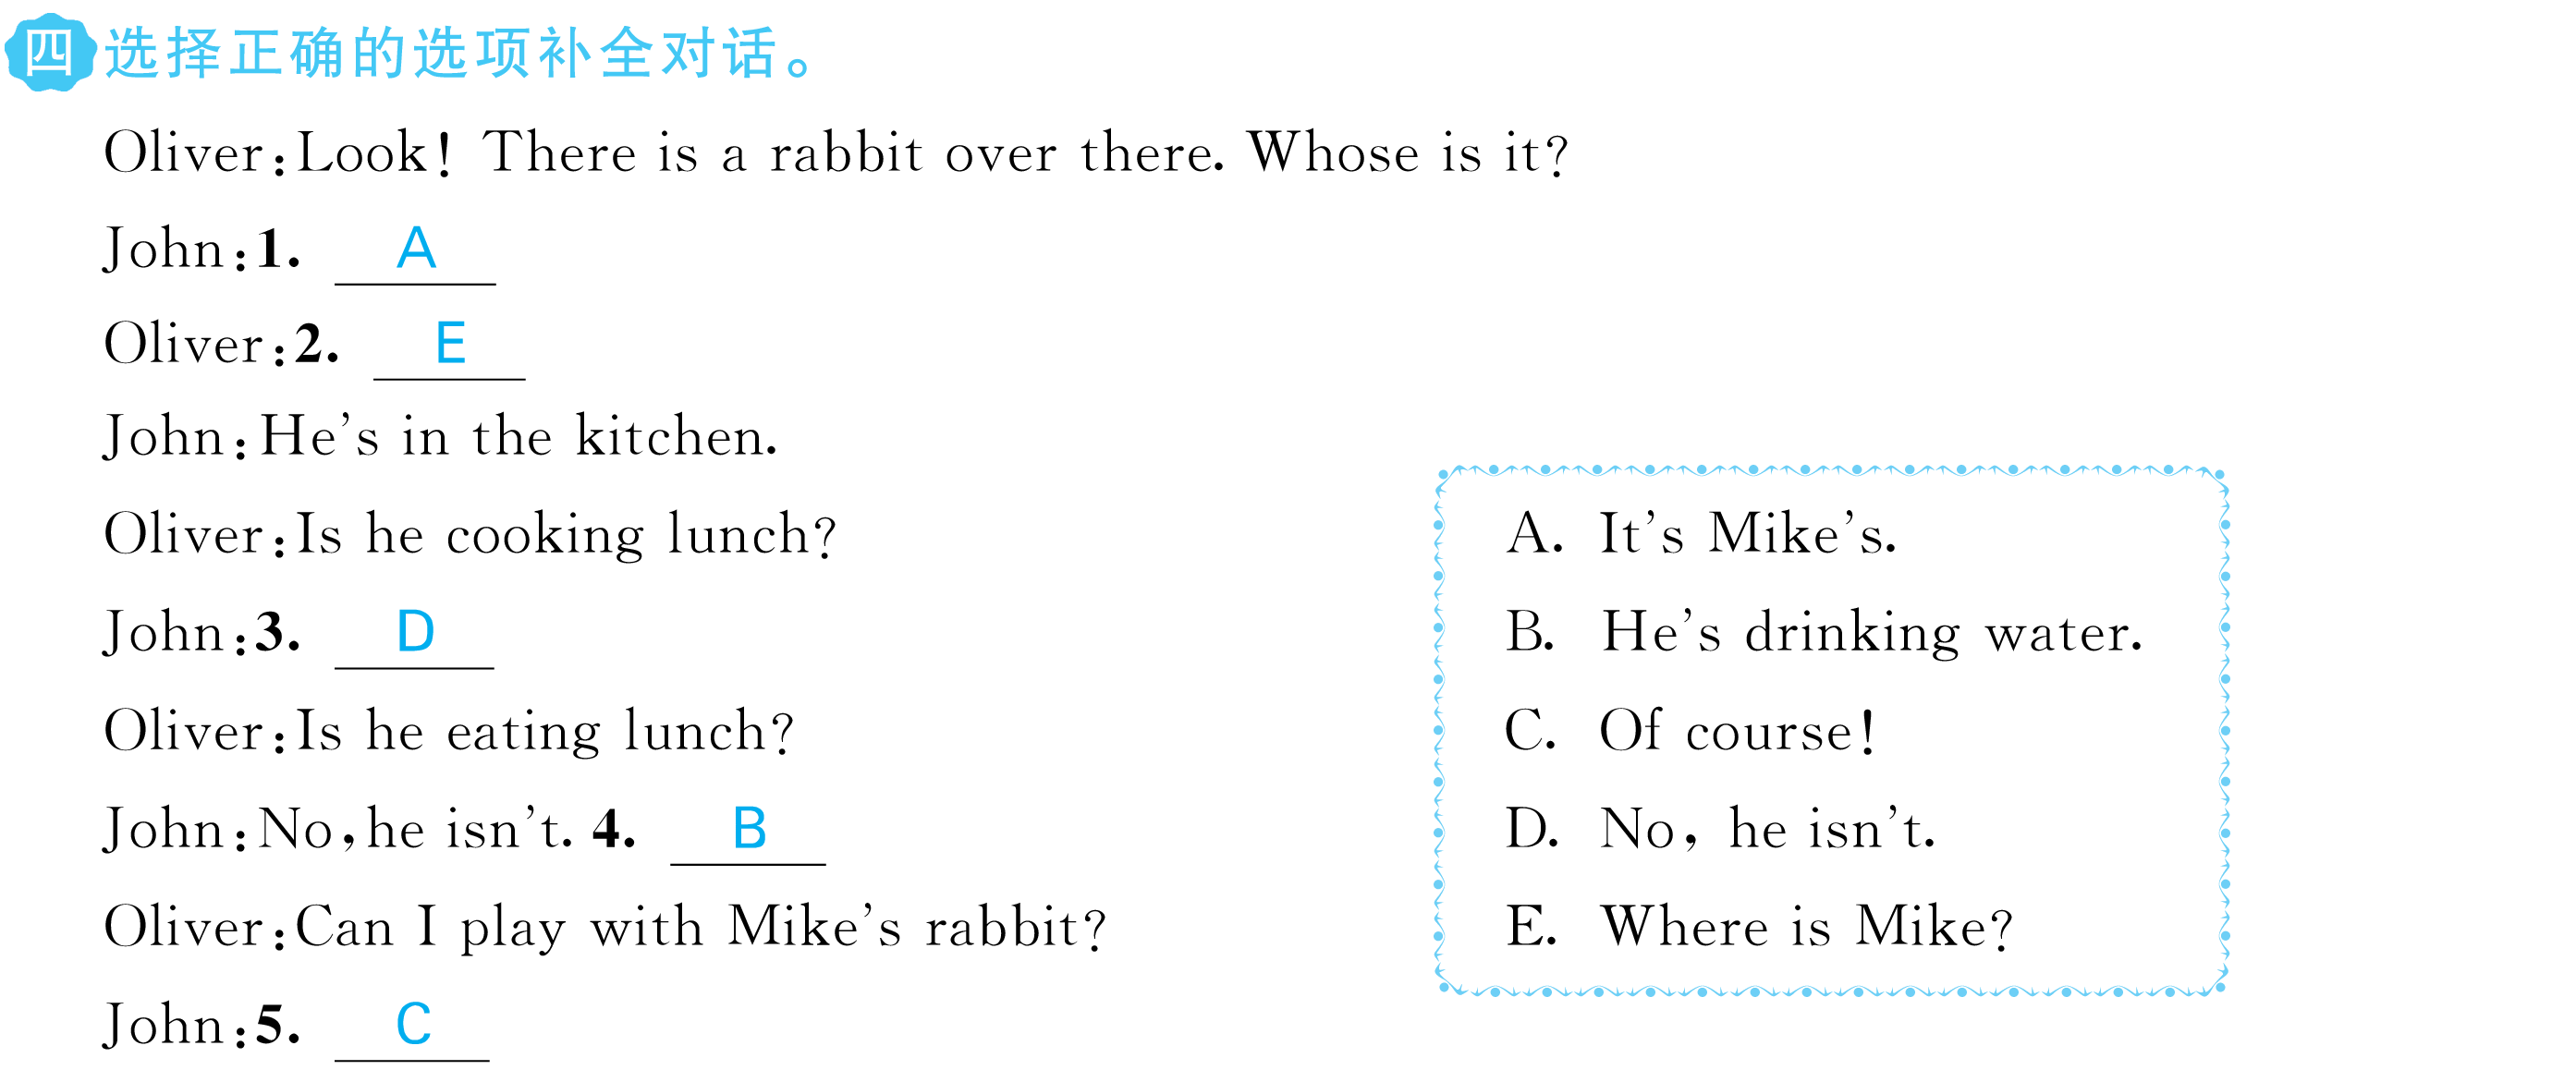 四 选择正确的选项补全对话。
Oliver:Look! There is a rabbit over there. Whose is it?
John:1. A
Oliver:2. E
John:He's in the kitchen.
Oliver:Is he cooking lunch?
John:3. D
Oliver:Is he eating lunch?
John:No,he isn't. 4. B
Oliver:Can I play with Mike's rabbit?
John:5. C
A. It's Mike's.
B. He's drinking water.
C. Of course!
D. No, he isn't.
E. Where is Mike?